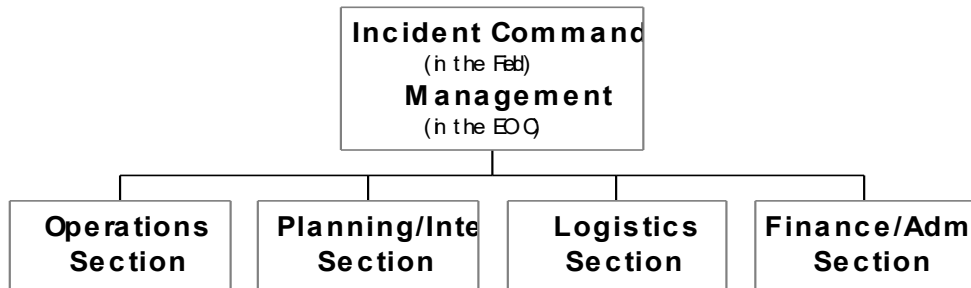 Incident Command
(in the Field)
Management
(in the EOC)
Operations
Section
Planning/Inte
Section
Logistics
Section
Finance/Adm
Section